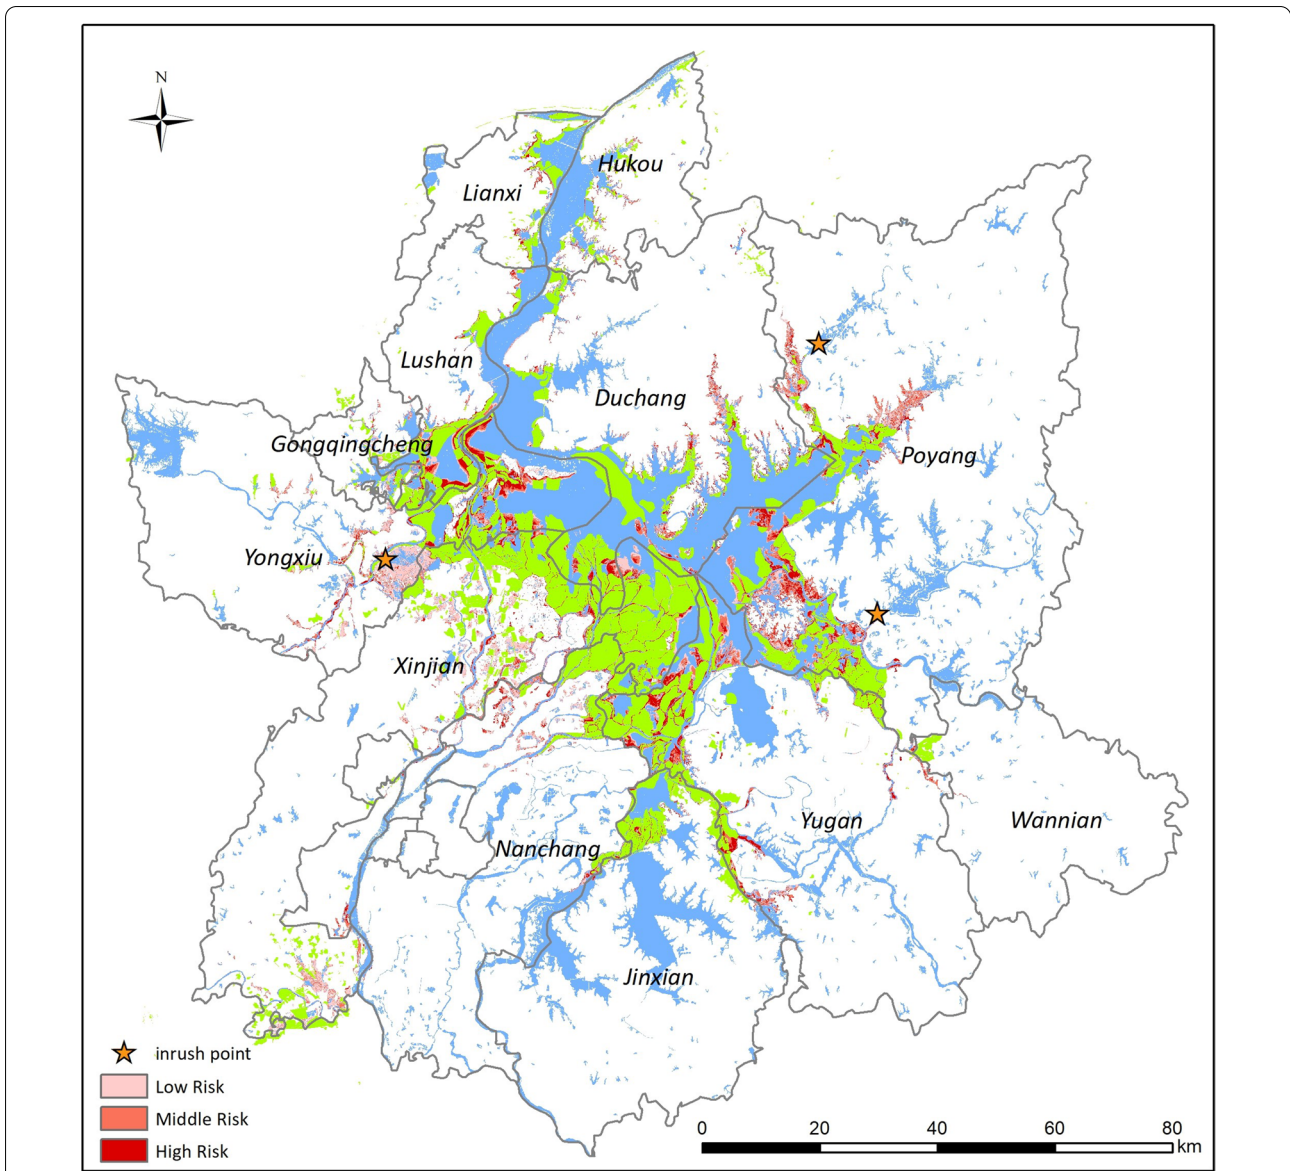 N
Hukou
Lianxi
Lushan
Duchang
Gongqingcheng
Poyang
Yongxiu
Xinjian
Yugan
Wannian
Nanchang
Jinxian
inrush point
Low Risk
Middle Risk
High Risk
0 20 40 60 80
km